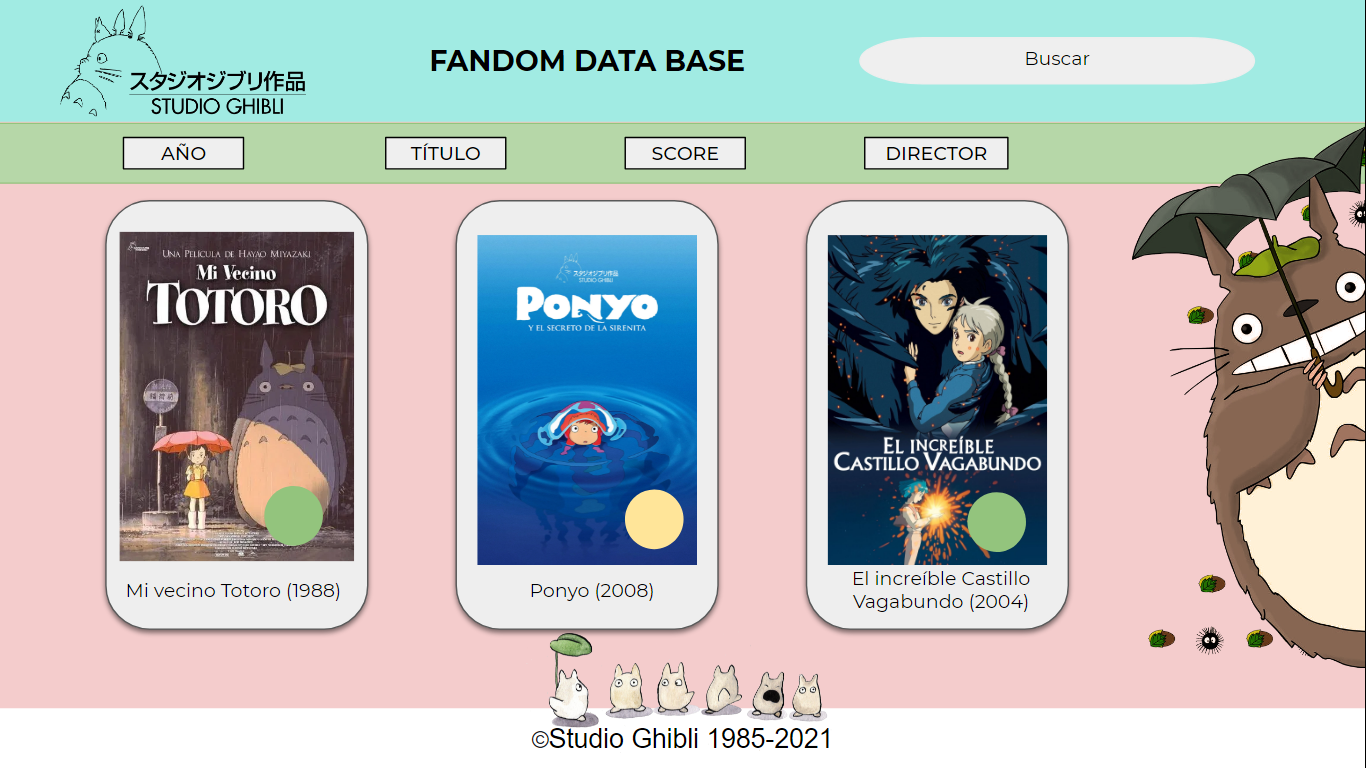 スタジオジブリ作品
STUDIO GHIBLI
FANDOM DATA BASE
Buscar
AÑO
TÍTULO
SCORE
DIRECTOR
UNA PELÍCULA DE HAYAO MIYAZAKI
Mi Vecino
TOTORO
Mi vecino Totoro (1988)
スタジオジブリ作品
STUDIO GHIBLI
PONYO
Y EL SECRETO DE LA SIRENITA
Ponyo (2008)
EL INCREÍBLE
CASTILLO VAGABUNDO
El increíble Castillo
Vagabundo (2004)
©Studio Ghibli 1985-2021